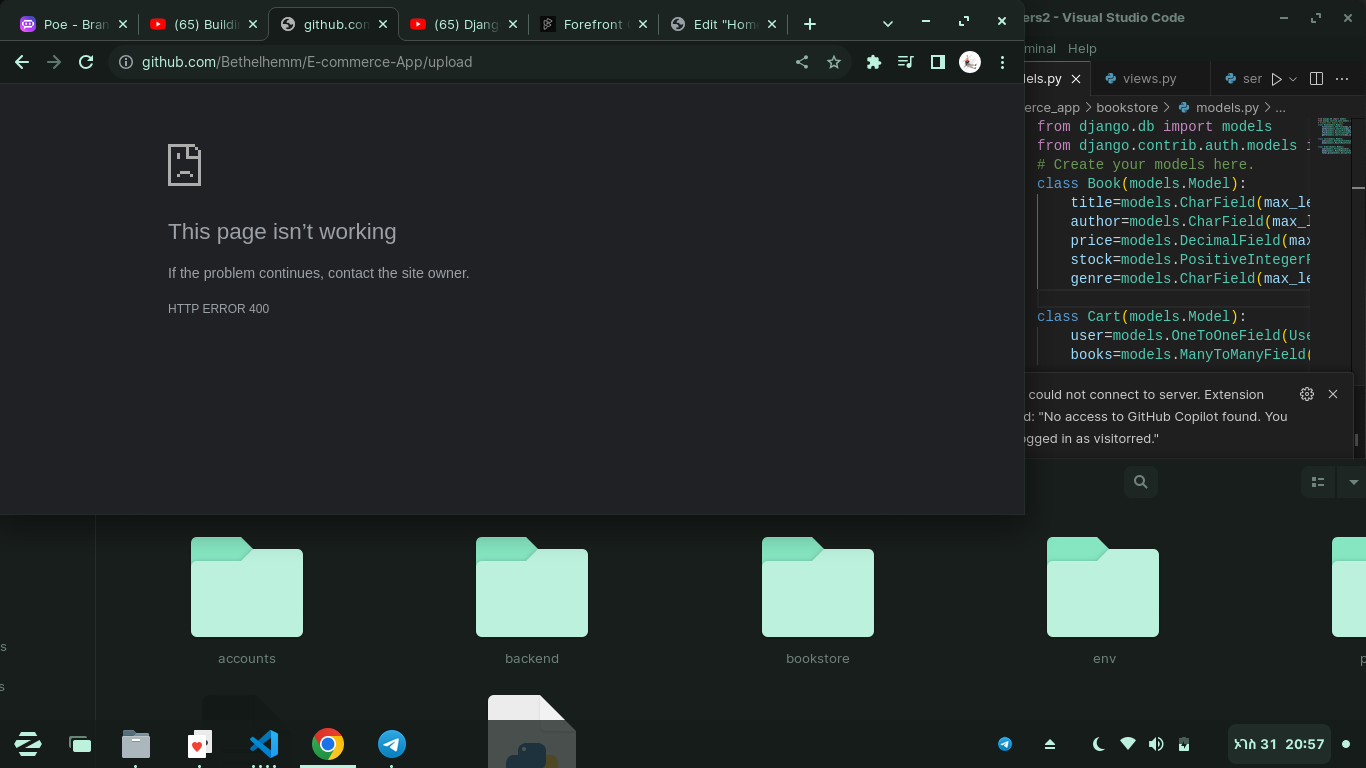 Poe - Bran
(65) Buildi
github.com
(65) Djang
Forefront
Edit "Home
ers2 - Visual Studio Code
github.com/Bethelhemm/E-commerce-App/upload
minal Help
els.py
views.py
ser
erce_app > bookstore > models.py > ...
from django.db import models
from django.contrib.auth.models i
# Create your models here.
class Book(models.Model):
title=models.CharField(max_le
author=models.CharField(max_l
price=models.DecimalField(max
stock=models.PositiveIntegerF
genre=models.CharField(max_le
class Cart(models.Model):
user=models.OneToOneField(Use
books=models.ManyToManyField(
This page isn’t working
If the problem continues, contact the site owner.
HTTP ERROR 400
could not connect to server. Extension
d: "No access to GitHub Copilot found. You
ogged in as visitorred."
accounts
backend
bookstore
env
p
s
s
ኦገስ 31 20:57